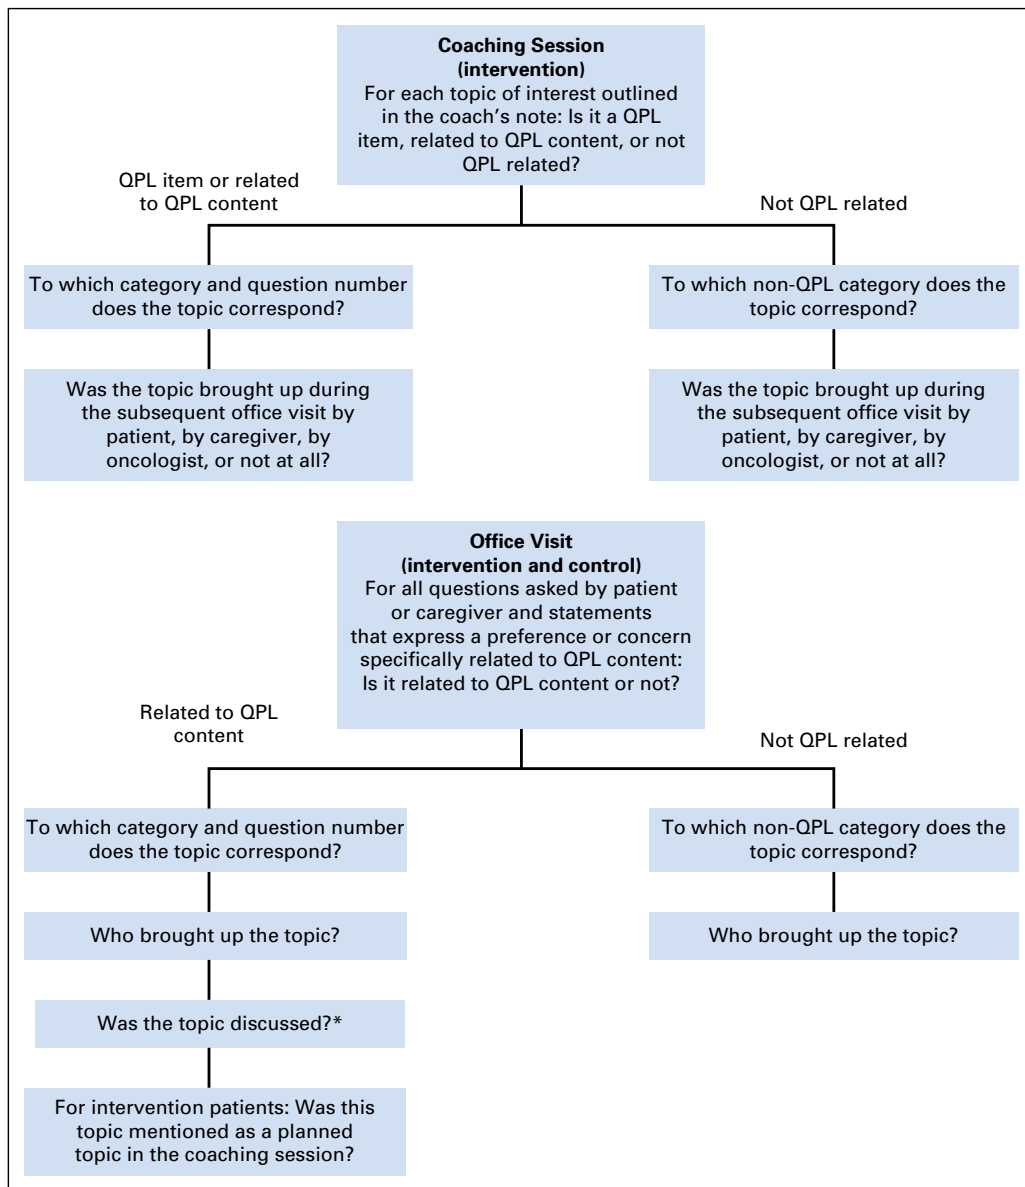 Coaching Session
(intervention)
For each topic of interest outlined
in the coach's note: Is it a QPL
item, related to QPL content, or not
QPL related?
QPL item or related
to QPL content
Not QPL related
To which category and question number
does the topic correspond?
To which non-QPL category does the
topic correspond?
Was the topic brought up during
the subsequent office visit by
patient, by caregiver, by
oncologist, or not at all?
Was the topic brought up during
the subsequent office visit by
patient, by caregiver, by
oncologist, or not at all?
Office Visit
(intervention and control)
For all questions asked by patient
or caregiver and statements
that express a preference or concern
specifically related to QPL content:
Is it related to QPL content or not?
Related to QPL
content
Not QPL related
To which category and question number
does the topic correspond?
To which non-QPL category does the
topic correspond?
Who brought up the topic?
Who brought up the topic?
Was the topic discussed?*
For intervention patients: Was this
topic mentioned as a planned
topic in the coaching session?